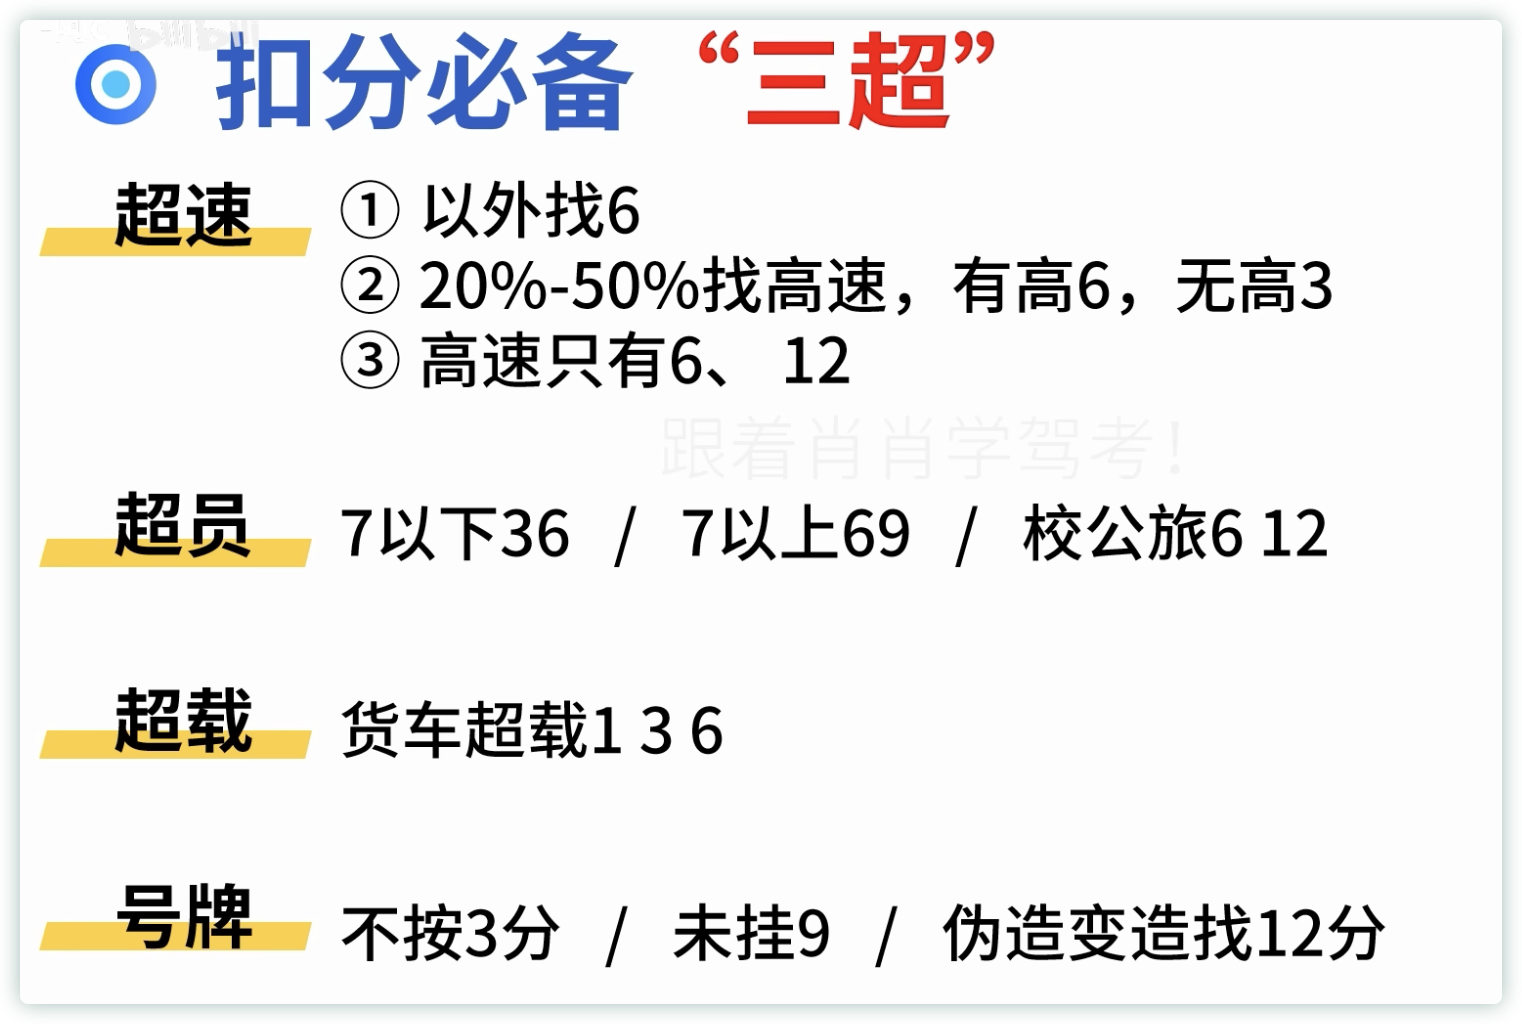 扣分必备 “三超”
超速 ① 以外找6
② 20%-50%找高速，有高6，无高3
③ 高速只有6、 12
跟着肖肖学驾考！
超员 7以下36 / 7以上69 / 校公旅6 12
超载 货车超载1 3 6
号牌 不按3分 / 未挂9 / 伪造变造找12分